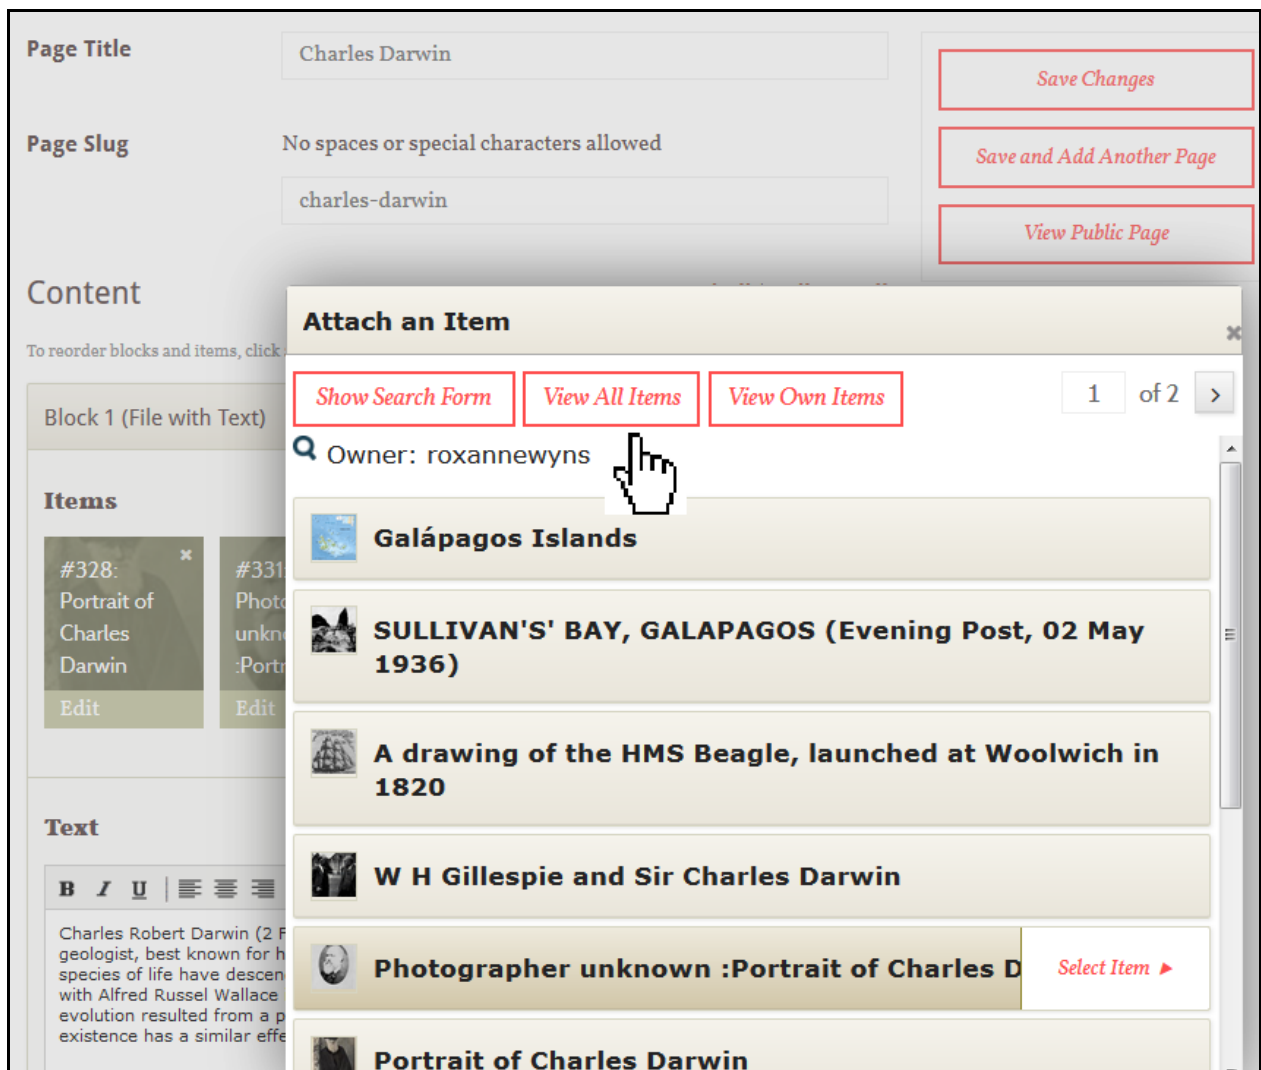 Page Title
Charles Darwin
Save Changes
Save and Add Another Page
Page Slug
No spaces or special characters allowed
charles-darwin
View Public Page
Content
To reorder blocks and items, click
Attach an Item
Show Search Form
View All Items
View Own Items
1
of 2
Block 1 (File with Text)
Owner: roxannewyns
Items
#328:
Portrait of
Charles
Darwin
Edit
#331
Photo
unkn
:Portr
Edit
Galápagos Islands
SULLIVAN'S' BAY, GALAPAGOS (Evening Post, 02 May
1936)
A drawing of the HMS Beagle, launched at Woolwich in
1820
W H Gillespie and Sir Charles Darwin
Photographer unknown :Portrait of Charles D
Select Item
Portrait of Charles Darwin
Text
B I U
Charles Robert Darwin (2 F
geologist, best known for h
species of life have descen
with Alfred Russel Wallace
evolution resulted from a p
existence has a similar effe